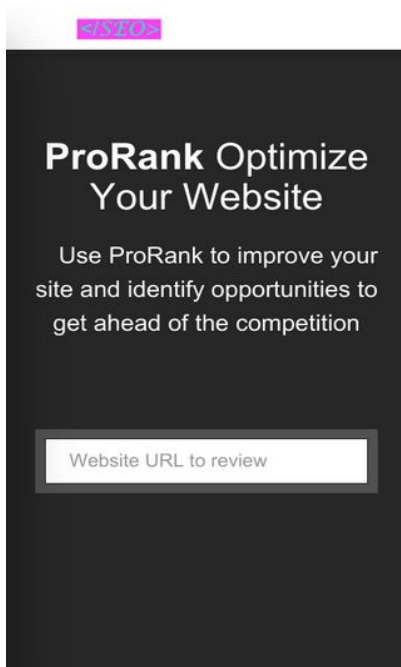 </SEO>
ProRank Optimize
Your Website
Use ProRank to improve your
site and identify opportunities to
get ahead of the competition
Website URL to review